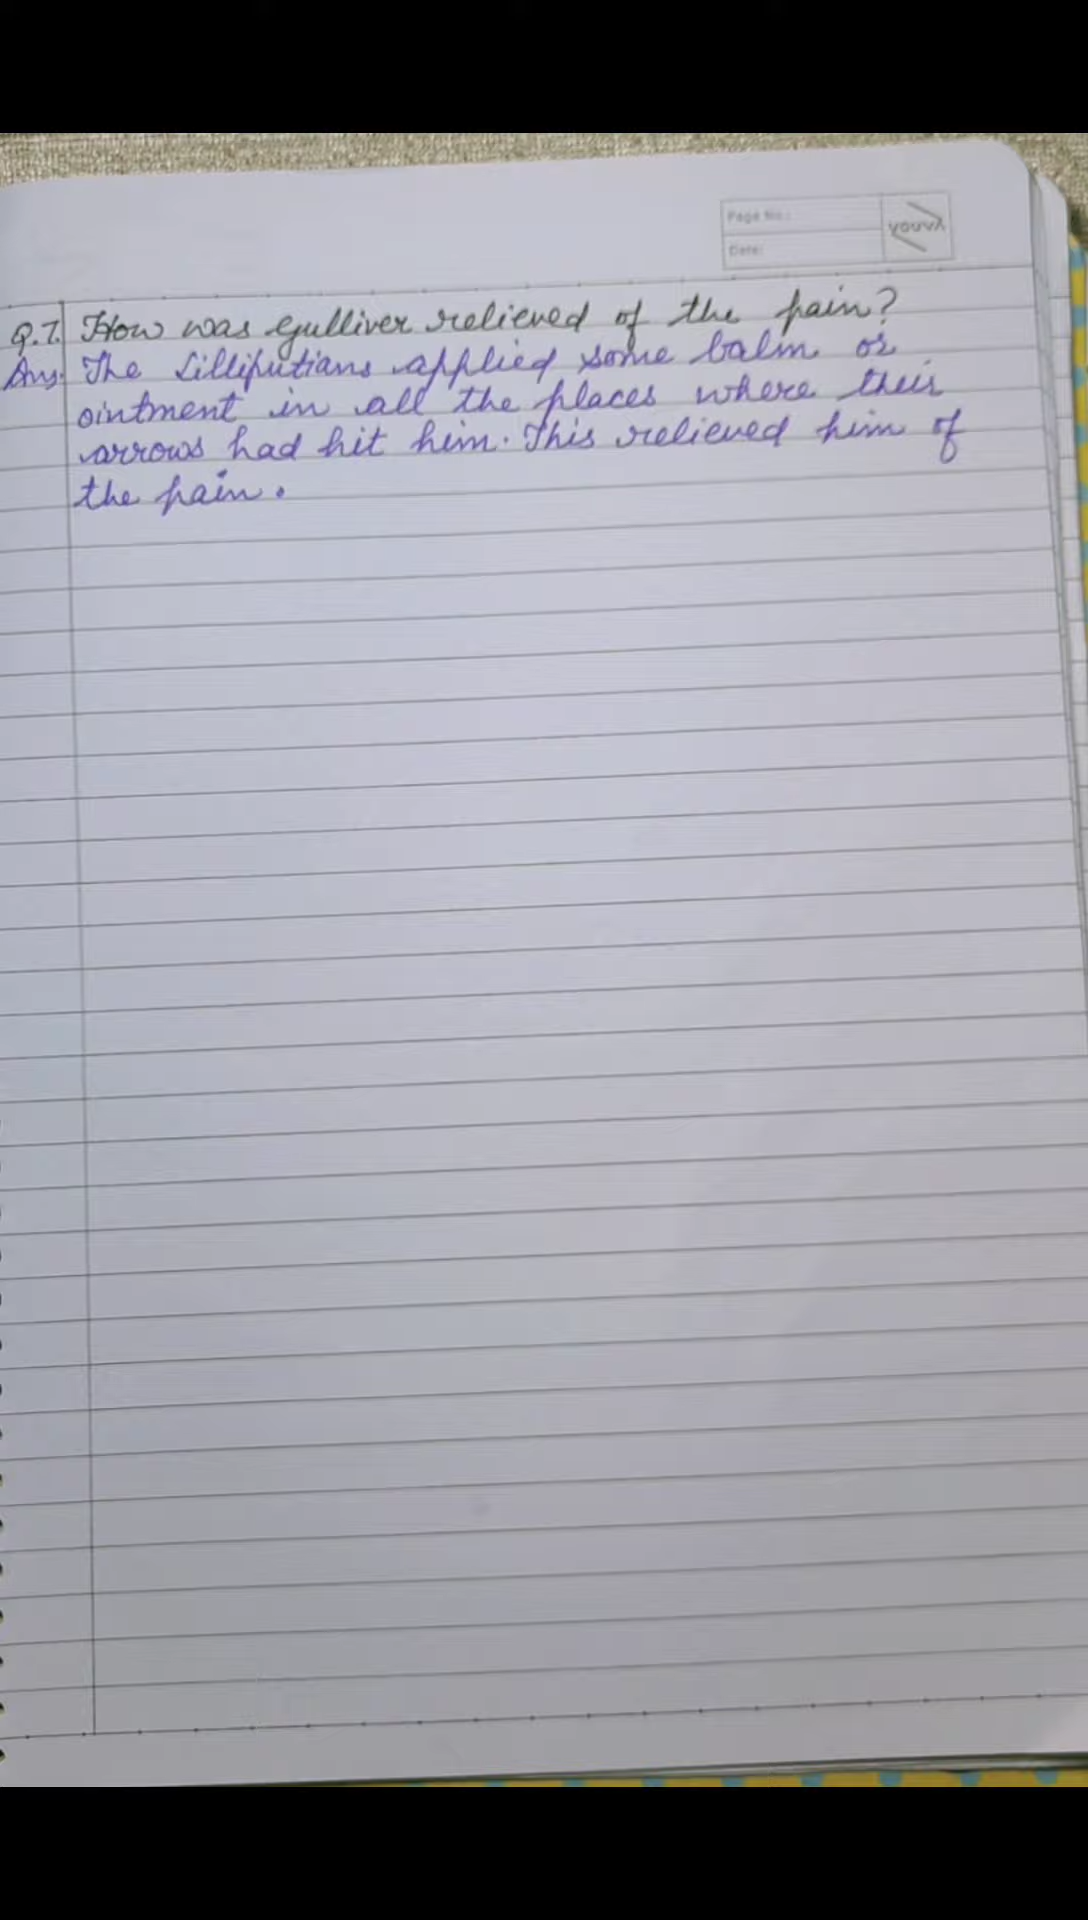 Page No.:
Date:
YOUVA
Q.7. How was Gulliver relieved of the pain?
Ans. The Lilliputians applied some balm or
ointment in all the places where their
arrows had hit him. This relieved him of
the pain.